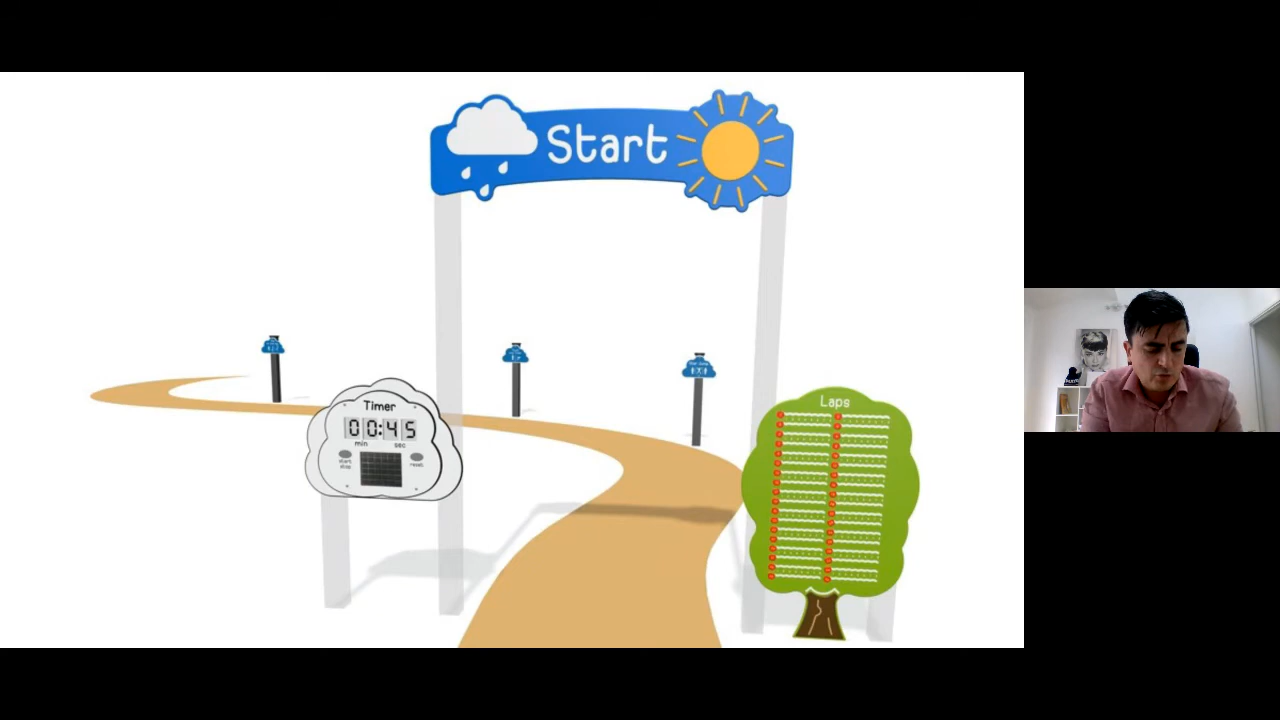 Start
Timer
00:45
min sec
start reset
stop
Laps